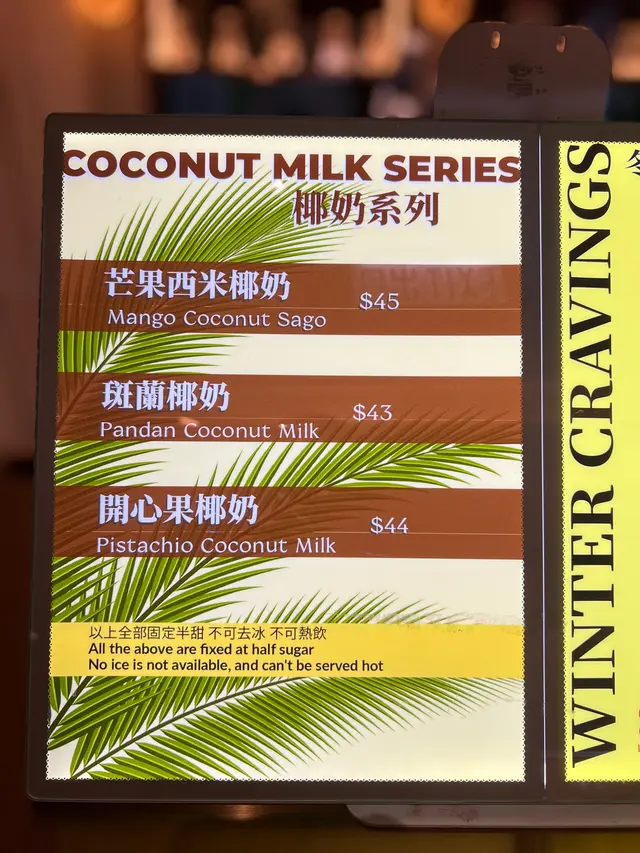 COCONUT MILK SERIES
椰奶系列
芒果西米椰奶
$45
Mango Coconut Sago
斑蘭椰奶
$43
Pandan Coconut Milk
開心果椰奶
$44
Pistachio Coconut Milk
以上全部固定半甜 不可去冰 不可熱飲
All the above are fixed at half sugar
No ice is not available, and can't be served hot
WINTER CRAVINGS